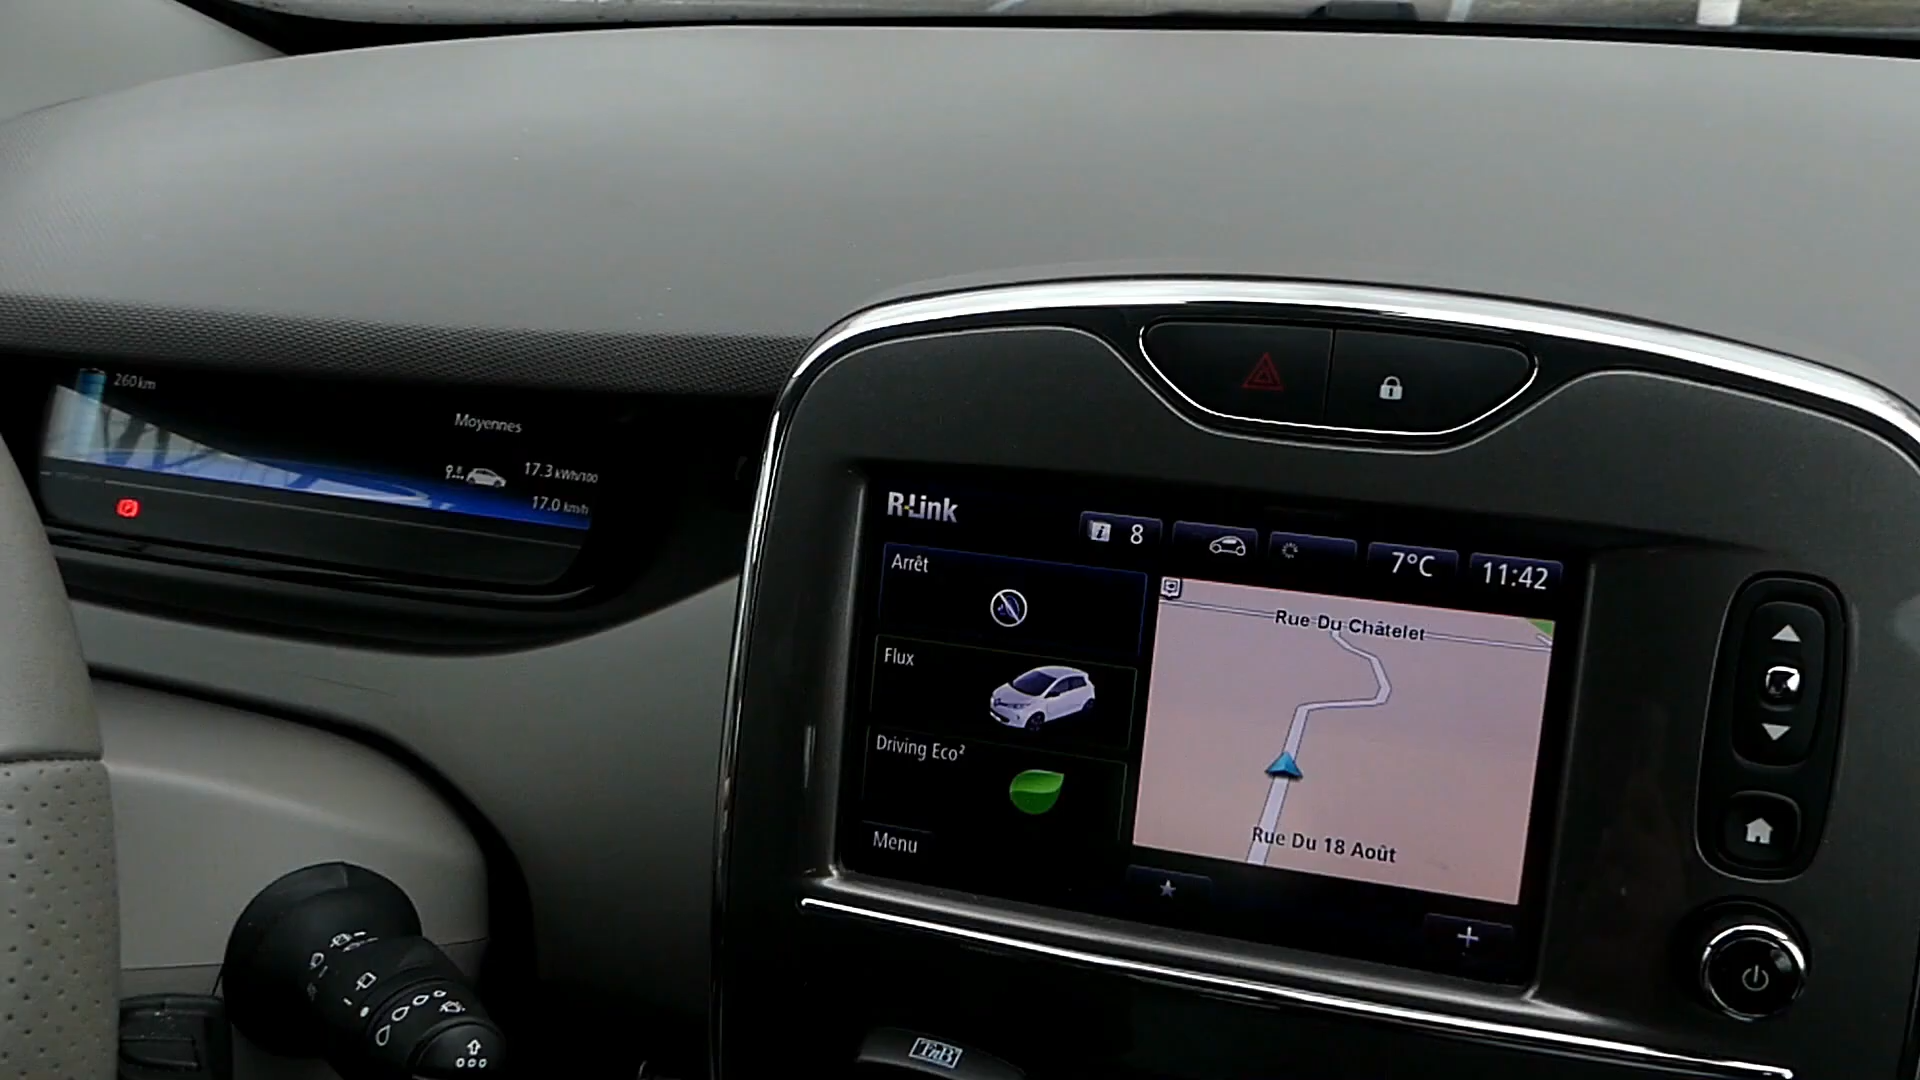 260 km
Moyennes
17.3 kWh/100
17.0 km/h
R-Link
8
7°C
11:42
Arrêt
Flux
Driving Eco²
Menu
Rue Du Châtelet
Rue Du 18 Août
TnB